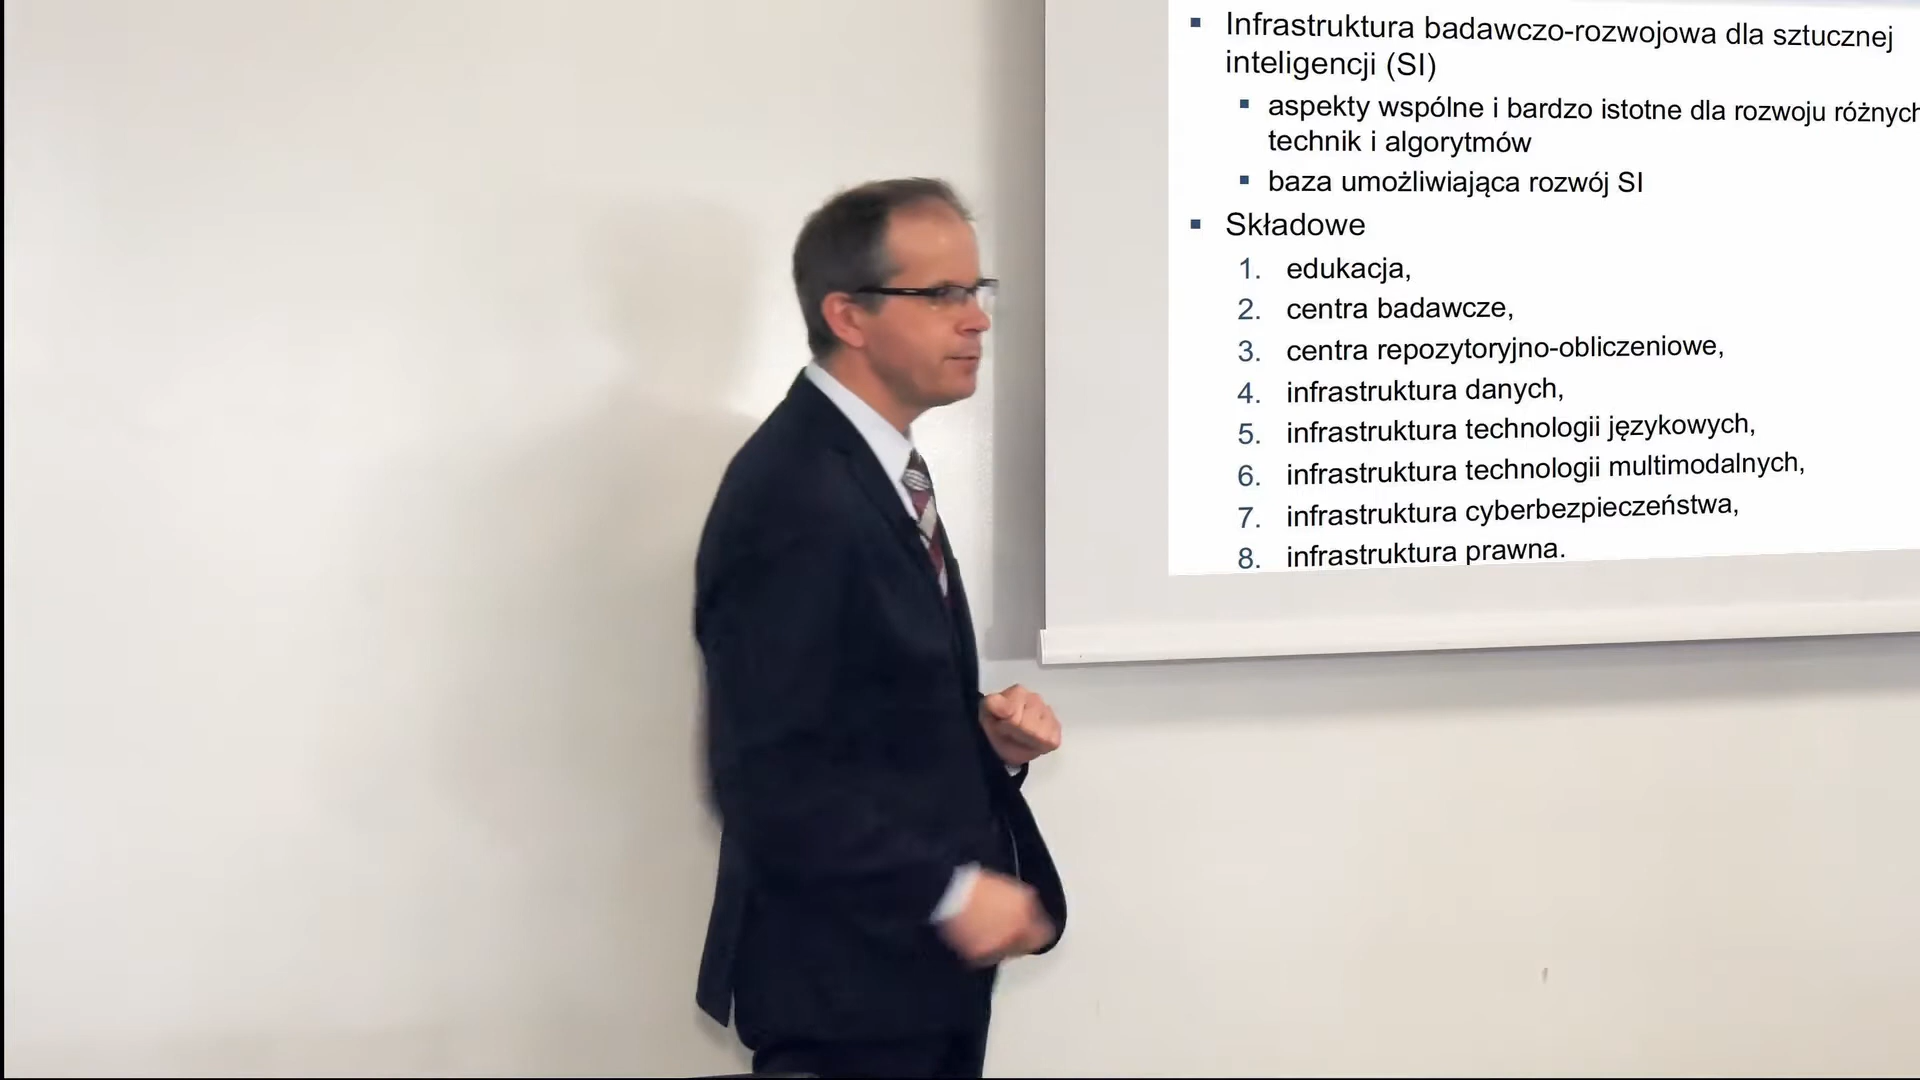 ▪ Infrastruktura badawczo-rozwojowa dla sztucznej
inteligencji (SI)
▪ aspekty wspólne i bardzo istotne dla rozwoju różnych
technik i algorytmów
▪ baza umożliwiająca rozwój SI
▪ Składowe
1. edukacja,
2. centra badawcze,
3. centra repozytoryjno-obliczeniowe,
4. infrastruktura danych,
5. infrastruktura technologii językowych,
6. infrastruktura technologii multimodalnych,
7. infrastruktura cyberbezpieczeństwa,
8. infrastruktura prawna.